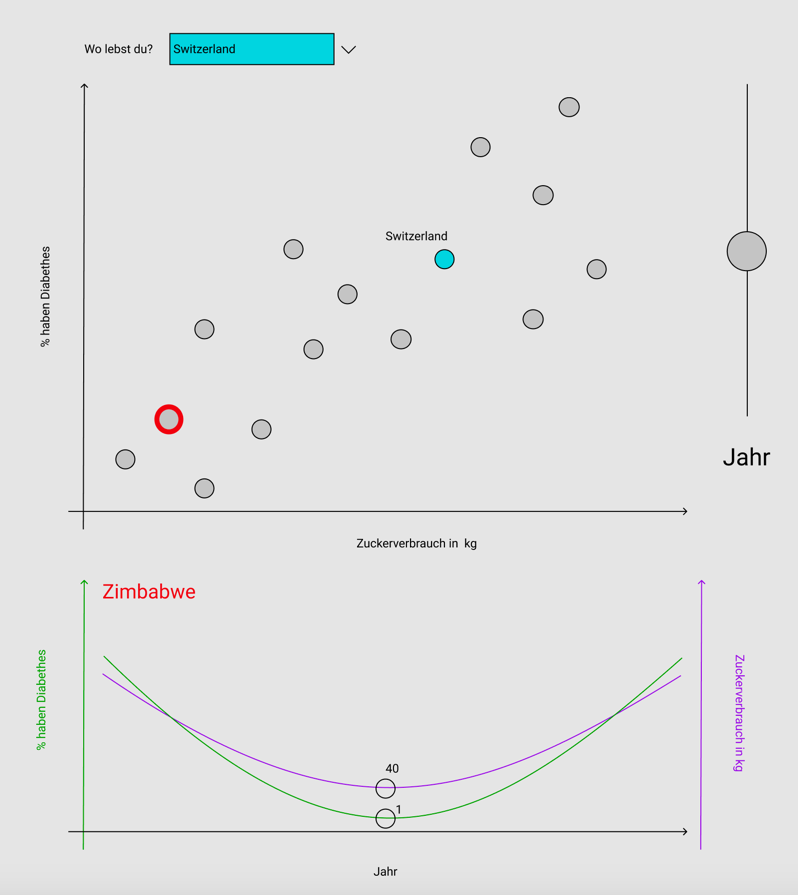 Wo lebst du?
Switzerland
Switzerland
% haben Diabethes
Jahr
Zuckerverbrauch in  kg
Zimbabwe
% haben Diabethes
Zuckerverbrauch in kg
40
1
Jahr